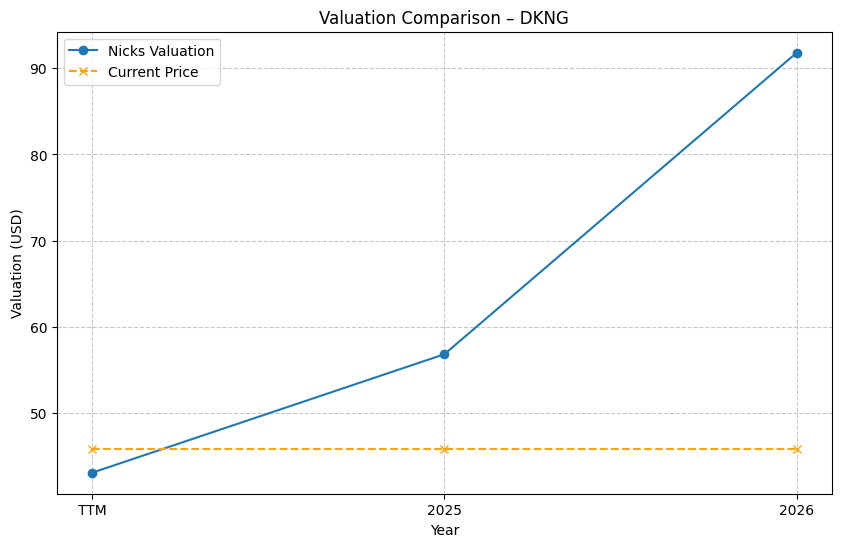 Valuation Comparison – DKNG
Nicks Valuation
Current Price
Valuation (USD)
90
80
70
60
50
TTM
2025
2026
Year